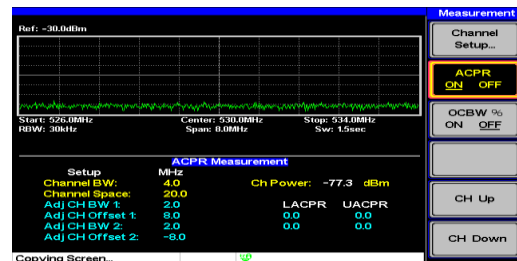 Measurement
Ref: -30.0dBm
Channel
Setup...
ACPR
ON OFF
OCBW %
ON OFF
Start: 526.0MHz Center: 530.0MHz Stop: 534.0MHz
RBW: 30kHz Span: 8.0MHz Sw: 1.5sec
ACPR Measurement
Setup MHz
Channel BW: 4.0 Ch Power: -77.3 dBm
Channel Space: 20.0
Adj CH BW 1: 2.0 LACPR UACPR
Adj CH Offset 1: 8.0 0.0 0.0
Adj CH BW 2: 2.0 0.0 0.0
Adj CH Offset 2: -8.0
CH Up
CH Down
Copying Screen...